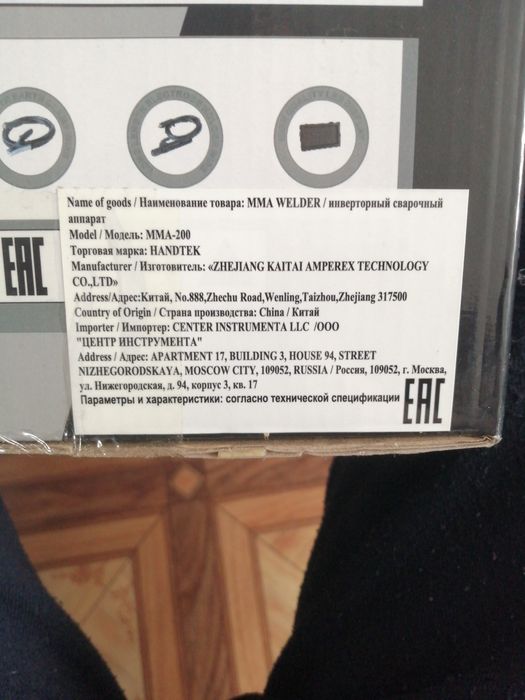 Name of goods / Наименование товара: MMA WELDER / инверторный сварочный
аппарат
Model / Модель: MMA-200
Торговая марка: HANDTEK
Manufacturer / Изготовитель: «ZHEJIANG KAITAI AMPEREX TECHNOLOGY
CO.,LTD»
Address/Адрес:Китай, No.888,Zhechu Road,Wenling,Taizhou,Zhejiang 317500
Country of Origin / Страна производства: China / Китай
Importer / Импортер: CENTER INSTRUMENTA LLC /ООО
"ЦЕНТР ИНСТРУМЕНТА"
Address / Адрес: APARTMENT 17, BUILDING 3, HOUSE 94, STREET
NIZHEGORODSKAYA, MOSCOW CITY, 109052, RUSSIA / Россия, 109052, г. Москва,
ул. Нижегородская, д. 94, корпус 3, кв. 17
Параметры и характеристики: согласно технической спецификации
EAC
EAC